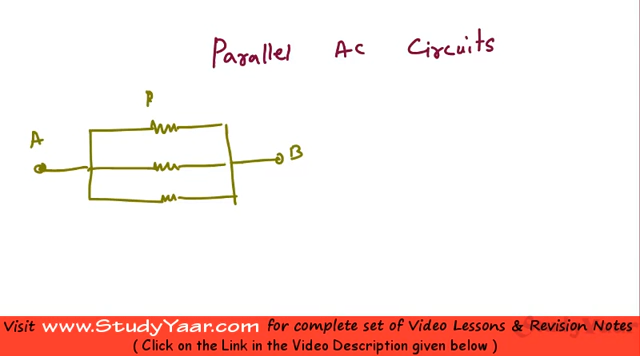 Parallel AC Circuits
R
A
B
Visit www.StudyYaar.com for complete set of Video Lessons & Revision Notes
( Click on the Link in the Video Description given below )